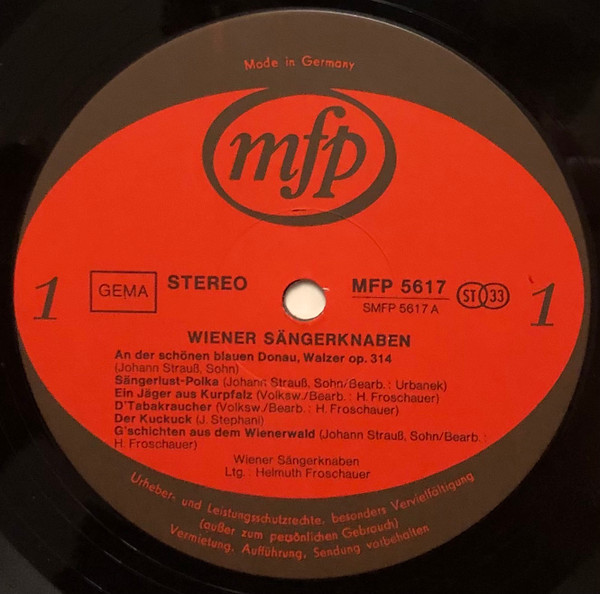 Made in Germany
mfp
1
GEMA
STEREO
MFP 5617
SMFP 5617 A
ST 33
1
WIENER SÄNGERKNABEN
An der schönen blauen Donau, Walzer op. 314
(Johann Strauß, Sohn)
Sängerlust-Polka (Johann Strauß, Sohn/Bearb.: Urbanek)
Ein Jäger aus Kurpfalz (Volksw./Bearb.: H. Froschauer)
D'Tabakraucher (Volksw./Bearb.: H. Froschauer)
Der Kuckuck (J. Stephani)
G'schichten aus dem Wienerwald (Johann Strauß, Sohn/Bearb.:
H. Froschauer)
Wiener Sängerknaben
Ltg.: Helmuth Froschauer
Urheber- und Leistungsschutzrechte, besonders Vervielfältigung
(außer zum persönlichen Gebrauch)
Vermietung, Aufführung, Sendung vorbehalten